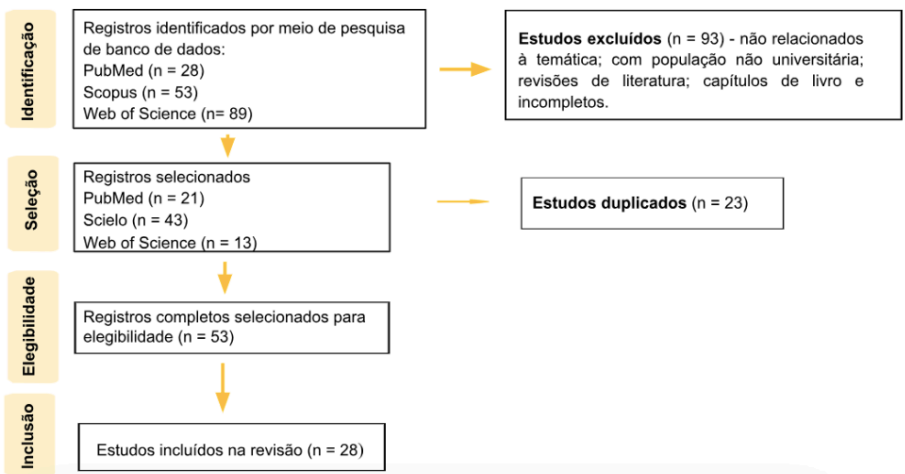 Identificação
Registros identificados por meio de pesquisa
de banco de dados:
PubMed (n = 28)
Scopus (n = 53)
Web of Science (n= 89)
Estudos excluídos (n = 93) - não relacionados
à temática; com população não universitária;
revisões de literatura; capítulos de livro e
incompletos.
Seleção
Registros selecionados
PubMed (n = 21)
Scielo (n = 43)
Web of Science (n = 13)
Estudos duplicados (n = 23)
Elegibilidade
Registros completos selecionados para
elegibilidade (n = 53)
Inclusão
Estudos incluídos na revisão (n = 28)